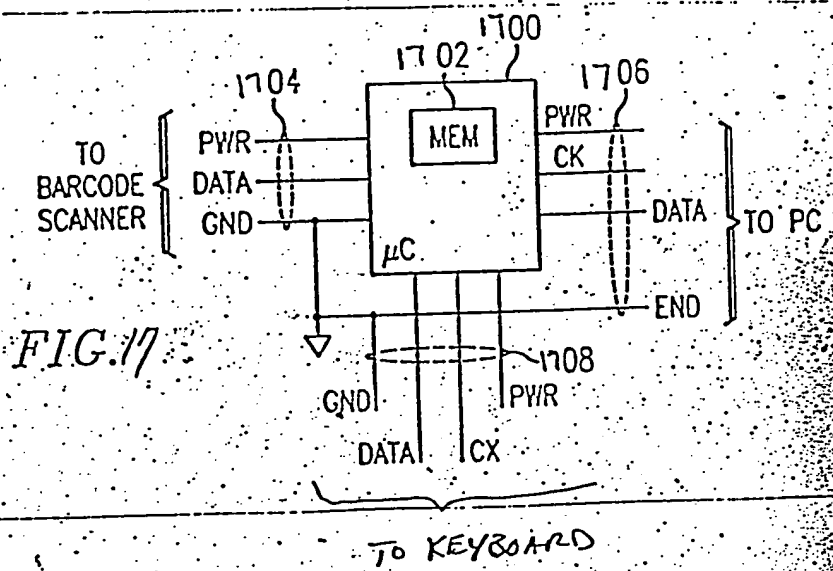 1700
1702
1704
1706
MEM
PWR
CK
DATA
END
TO PC
TO
BARCODE
SCANNER
PWR
DATA
GND
μC
FIG.17
1708
GND
PWR
DATA
CX
TO KEYBOARD